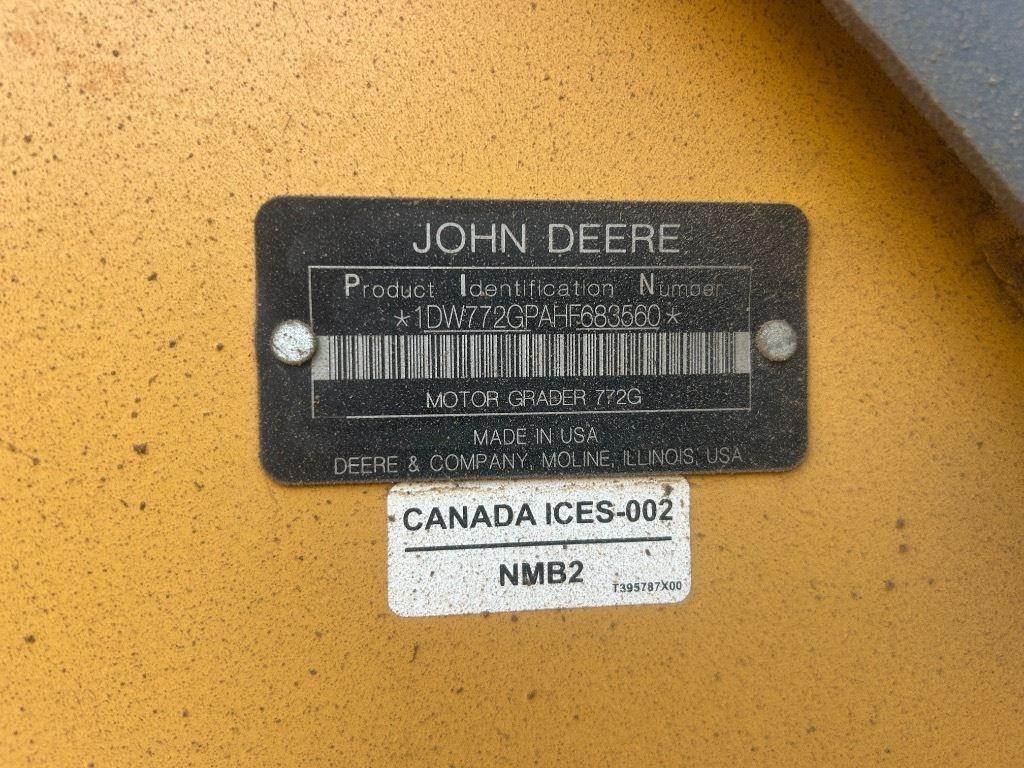 JOHN DEERE
Product Identification Number
*1DW772GPAHF683560*
MOTOR GRADER 772G
MADE IN USA
DEERE & COMPANY, MOLINE, ILLINOIS, USA
CANADA ICES-002
NMB2
T395787X00